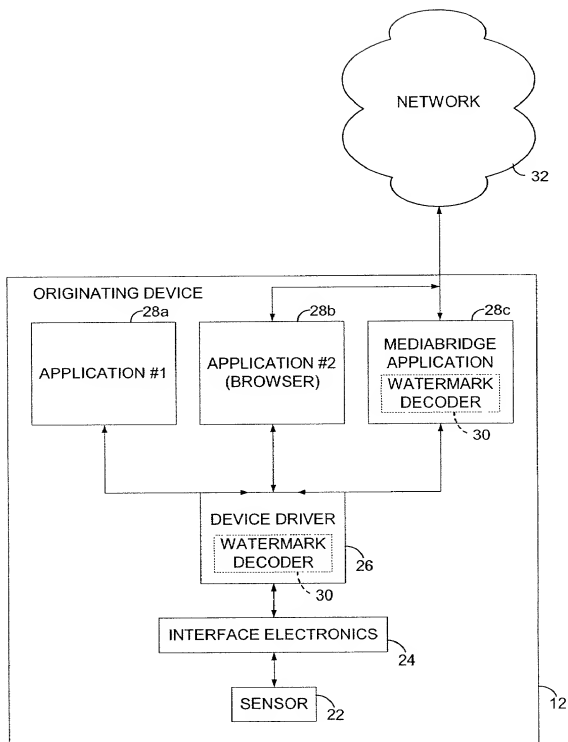 NETWORK
32
ORIGINATING DEVICE
28a
28b
28c
APPLICATION #1
APPLICATION #2
(BROWSER)
MEDIABRIDGE
APPLICATION
WATERMARK
DECODER
30
DEVICE DRIVER
WATERMARK
DECODER
26
30
INTERFACE ELECTRONICS
24
SENSOR
22
12